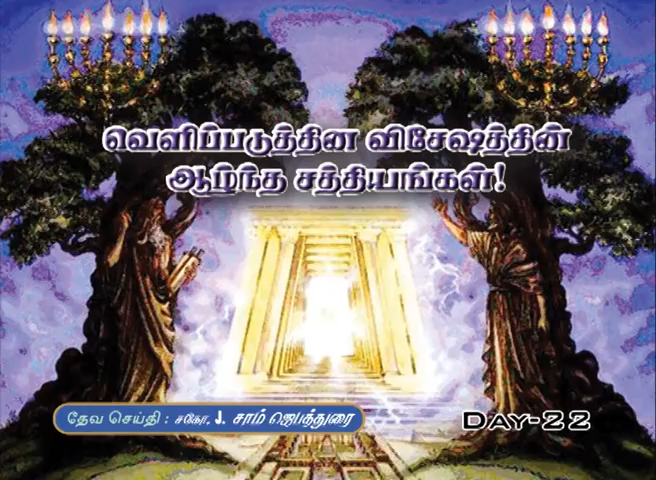 வெளிப்படுத்தின விசேஷத்தின்
ஆழ்ந்த சத்தியங்கள்!
தேவ செய்தி : சகோ. J. சாம் ஜெபத்துரை
DAY-22